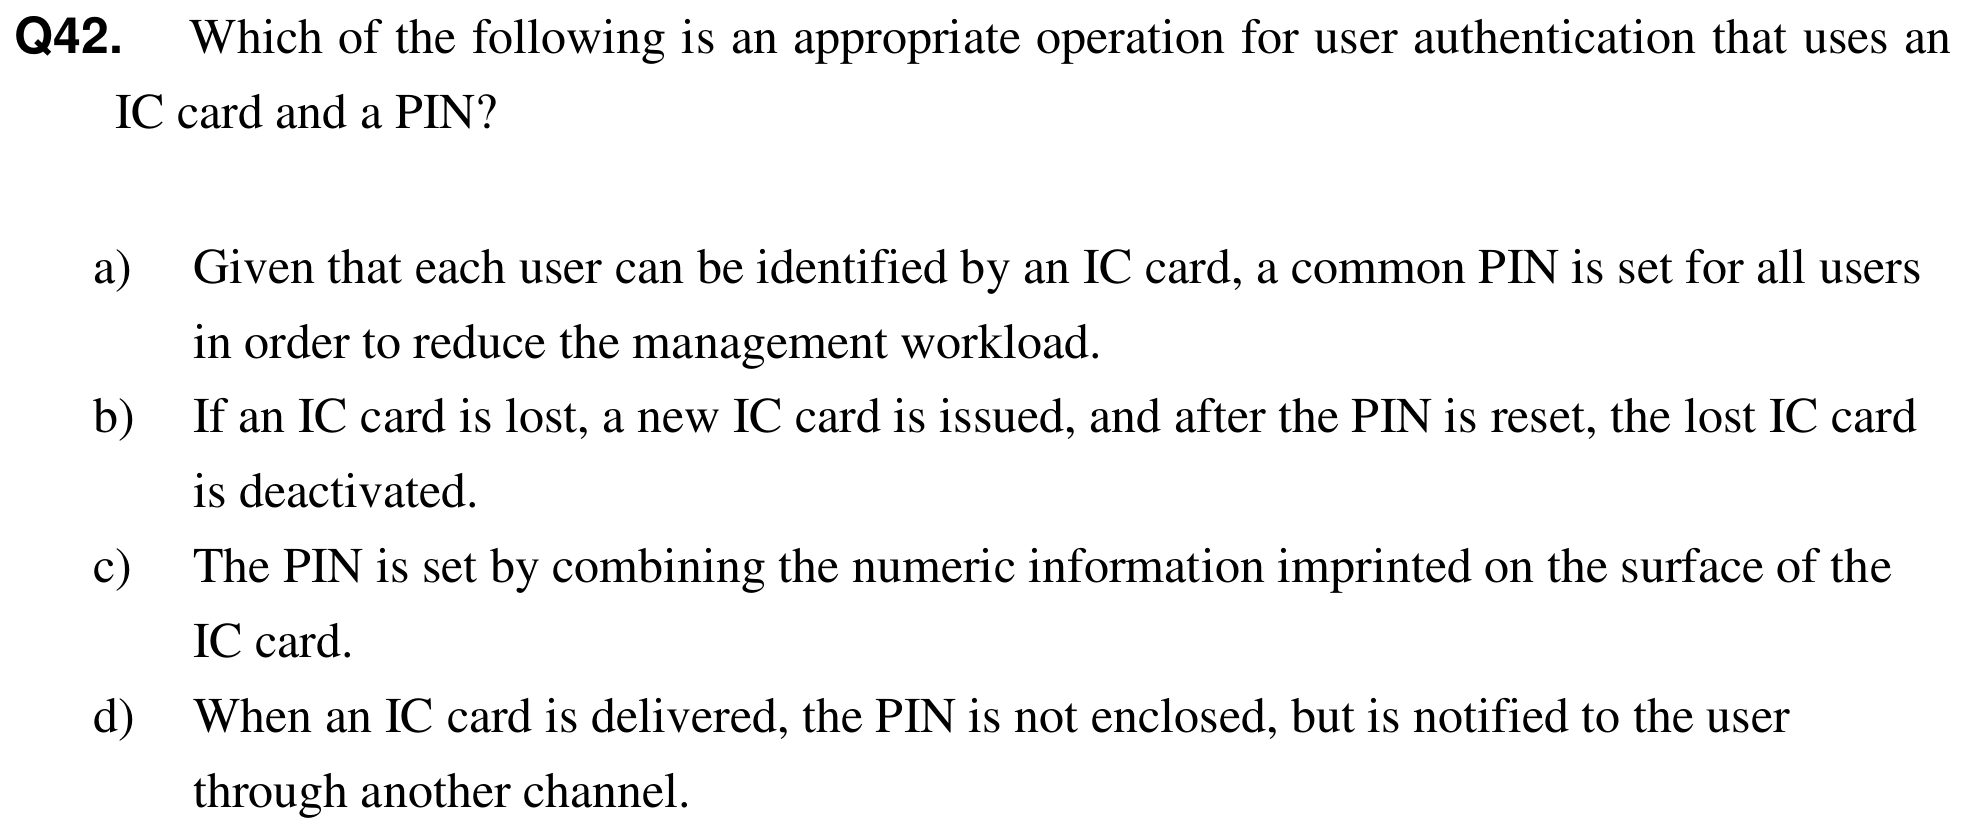 Q42. Which of the following is an appropriate operation for user authentication that uses an
IC card and a PIN?
a) Given that each user can be identified by an IC card, a common PIN is set for all users
in order to reduce the management workload.
b) If an IC card is lost, a new IC card is issued, and after the PIN is reset, the lost IC card
is deactivated.
c) The PIN is set by combining the numeric information imprinted on the surface of the
IC card.
d) When an IC card is delivered, the PIN is not enclosed, but is notified to the user
through another channel.